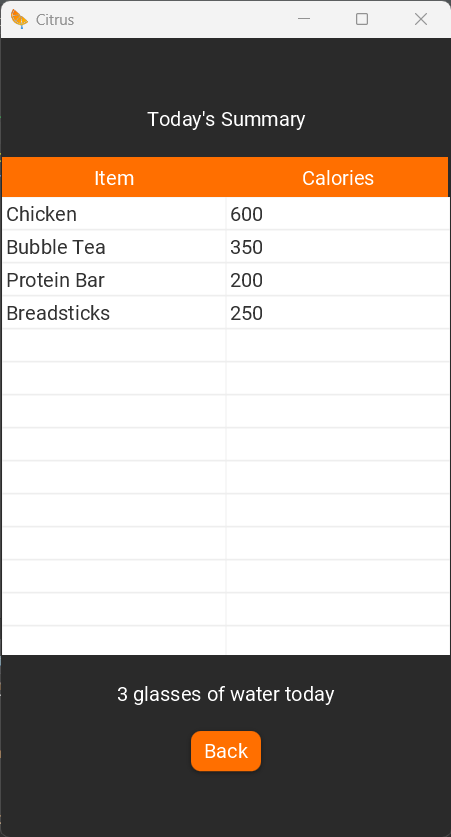 Citrus
Today's Summary
Item Calories
Chicken 600
Bubble Tea 350
Protein Bar 200
Breadsticks 250
3 glasses of water today
Back